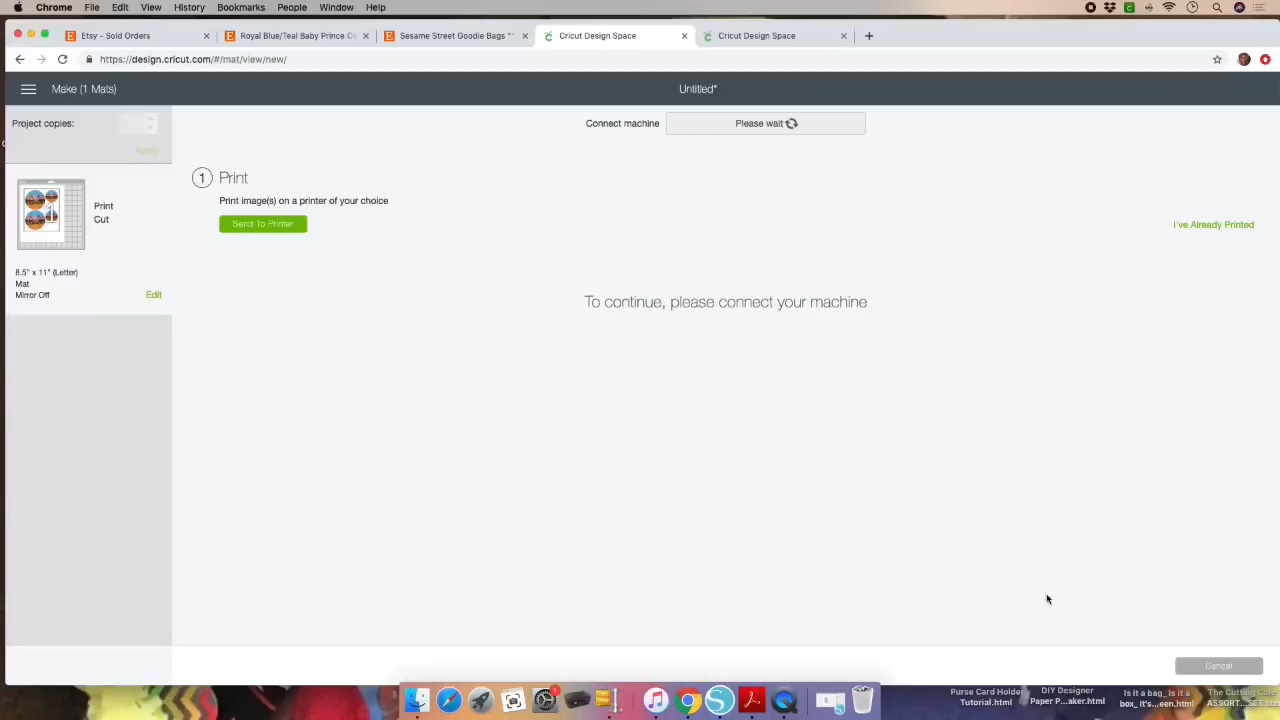 Chrome File Edit View History Bookmarks People Window Help
Etsy - Sold Orders
Royal Blue/Teal Baby Prince Ce
Sesame Street Goodie Bags "
Cricut Design Space
Cricut Design Space
https://design.cricut.com/#/mat/view/new/
Make (1 Mats)
Untitled*
Project copies:
Apply
Connect machine
Please wait
1 Print
Print image(s) on a printer of your choice
Send To Printer
I've Already Printed
Print
Cut
8.5" x 11" (Letter)
Mat
Mirror Off
Edit
To continue, please connect your machine
Cancel
Purse Card Holder
Tutorial.html
DIY Designer
Paper P...aker.html
Is it a bag_ Is it a
box_ It's...een.html
The Cutting Cafe
ASSORT...SET.htm